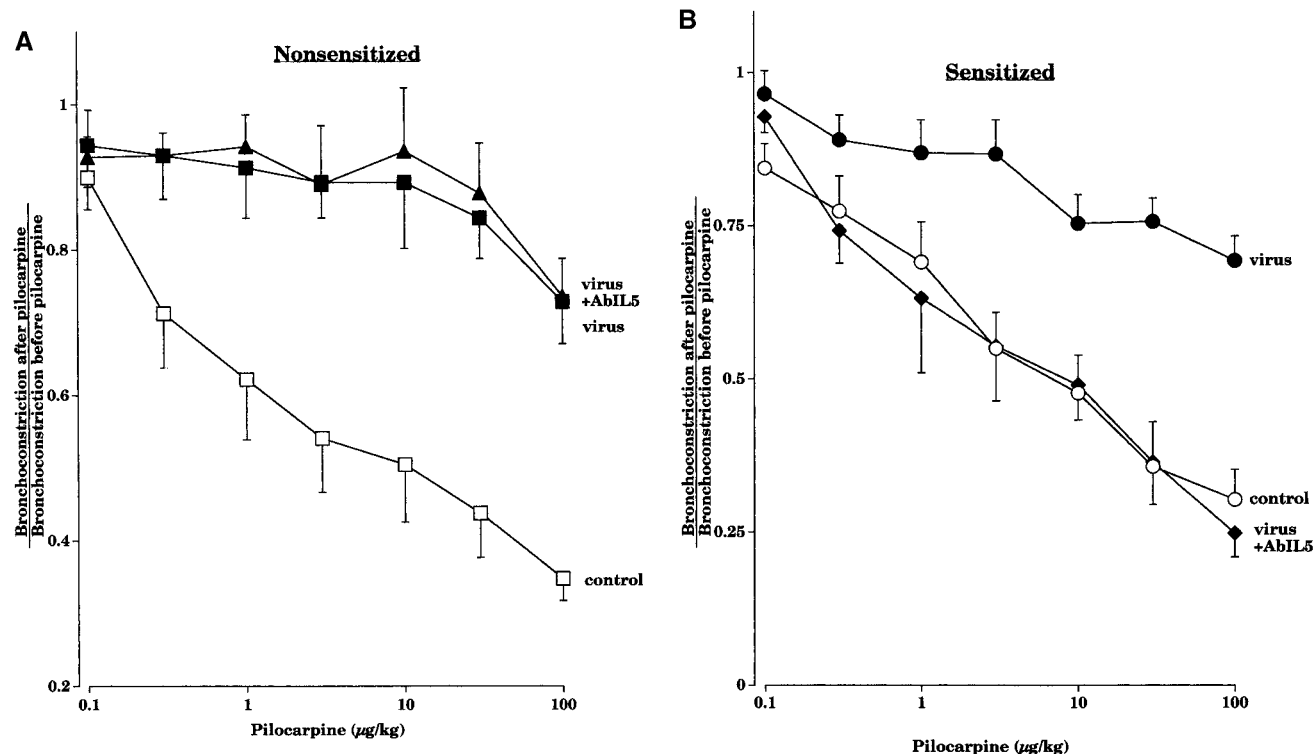 A
Nonsensitized
1
0.8
0.6
0.4
0.2
Bronchoconstriction after pilocarpine
Bronchoconstriction before pilocarpine
virus
+AbIL5
virus
control
0.1
1
10
100
Pilocarpine (µg/kg)
B
Sensitized
1
0.75
0.5
0.25
0
Bronchoconstriction after pilocarpine
Bronchoconstriction before pilocarpine
virus
control
virus
+AbIL5
0.1
1
10
100
Pilocarpine (µg/kg)